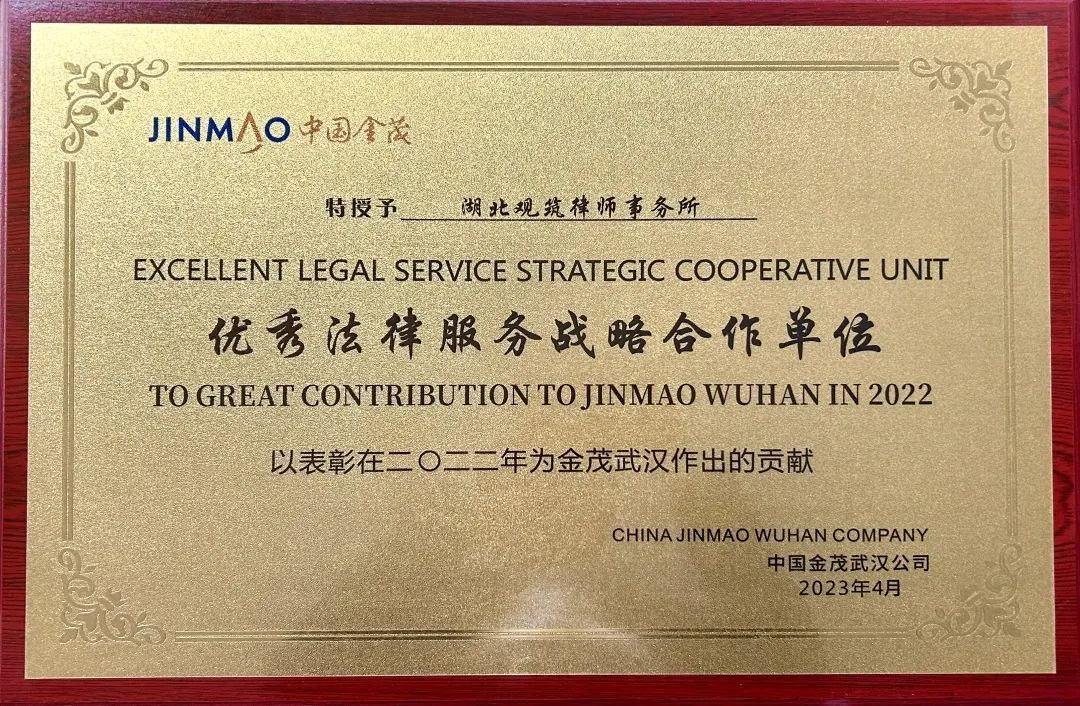 JINMAO 中国金茂
特授予 湖北观筑律师事务所
EXCELLENT LEGAL SERVICE STRATEGIC COOPERATIVE UNIT
优秀法律服务战略合作单位
TO GREAT CONTRIBUTION TO JINMAO WUHAN IN 2022
以表彰在二〇二二年为金茂武汉作出的贡献
CHINA JINMAO WUHAN COMPANY
中国金茂武汉公司
2023年4月